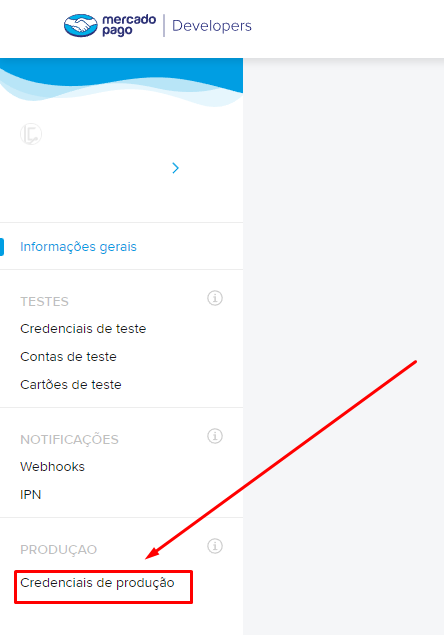 mercado
pago
Developers
Informações gerais
TESTES
Credenciais de teste
Contas de teste
Cartões de teste
NOTIFICAÇÕES
Webhooks
IPN
PRODUÇAO
Credenciais de produção